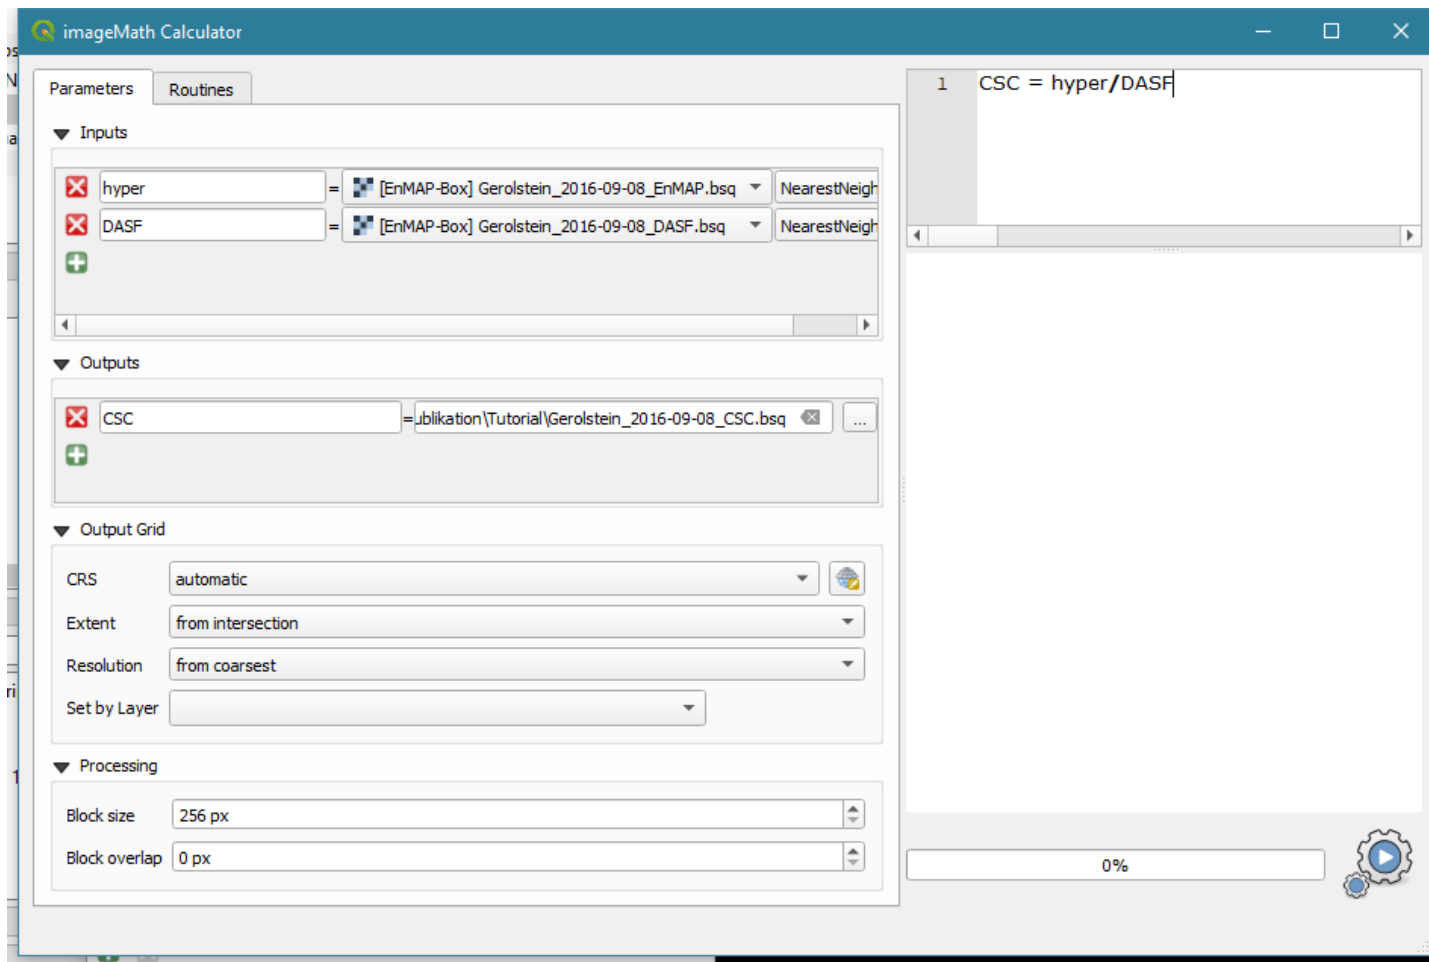 imageMath Calculator
Parameters
Routines
Inputs
hyper = [EnMAP-Box] Gerolstein_2016-09-08_EnMAP.bsq NearestNeigh
DASF = [EnMAP-Box] Gerolstein_2016-09-08_DASF.bsq NearestNeigh
Outputs
CSC =ublikation\Tutorial\Gerolstein_2016-09-08_CSC.bsq ...
Output Grid
CRS automatic
Extent from intersection
Resolution from coarsest
Set by Layer
Processing
Block size 256 px
Block overlap 0 px
1 CSC = hyper/DASF
0%